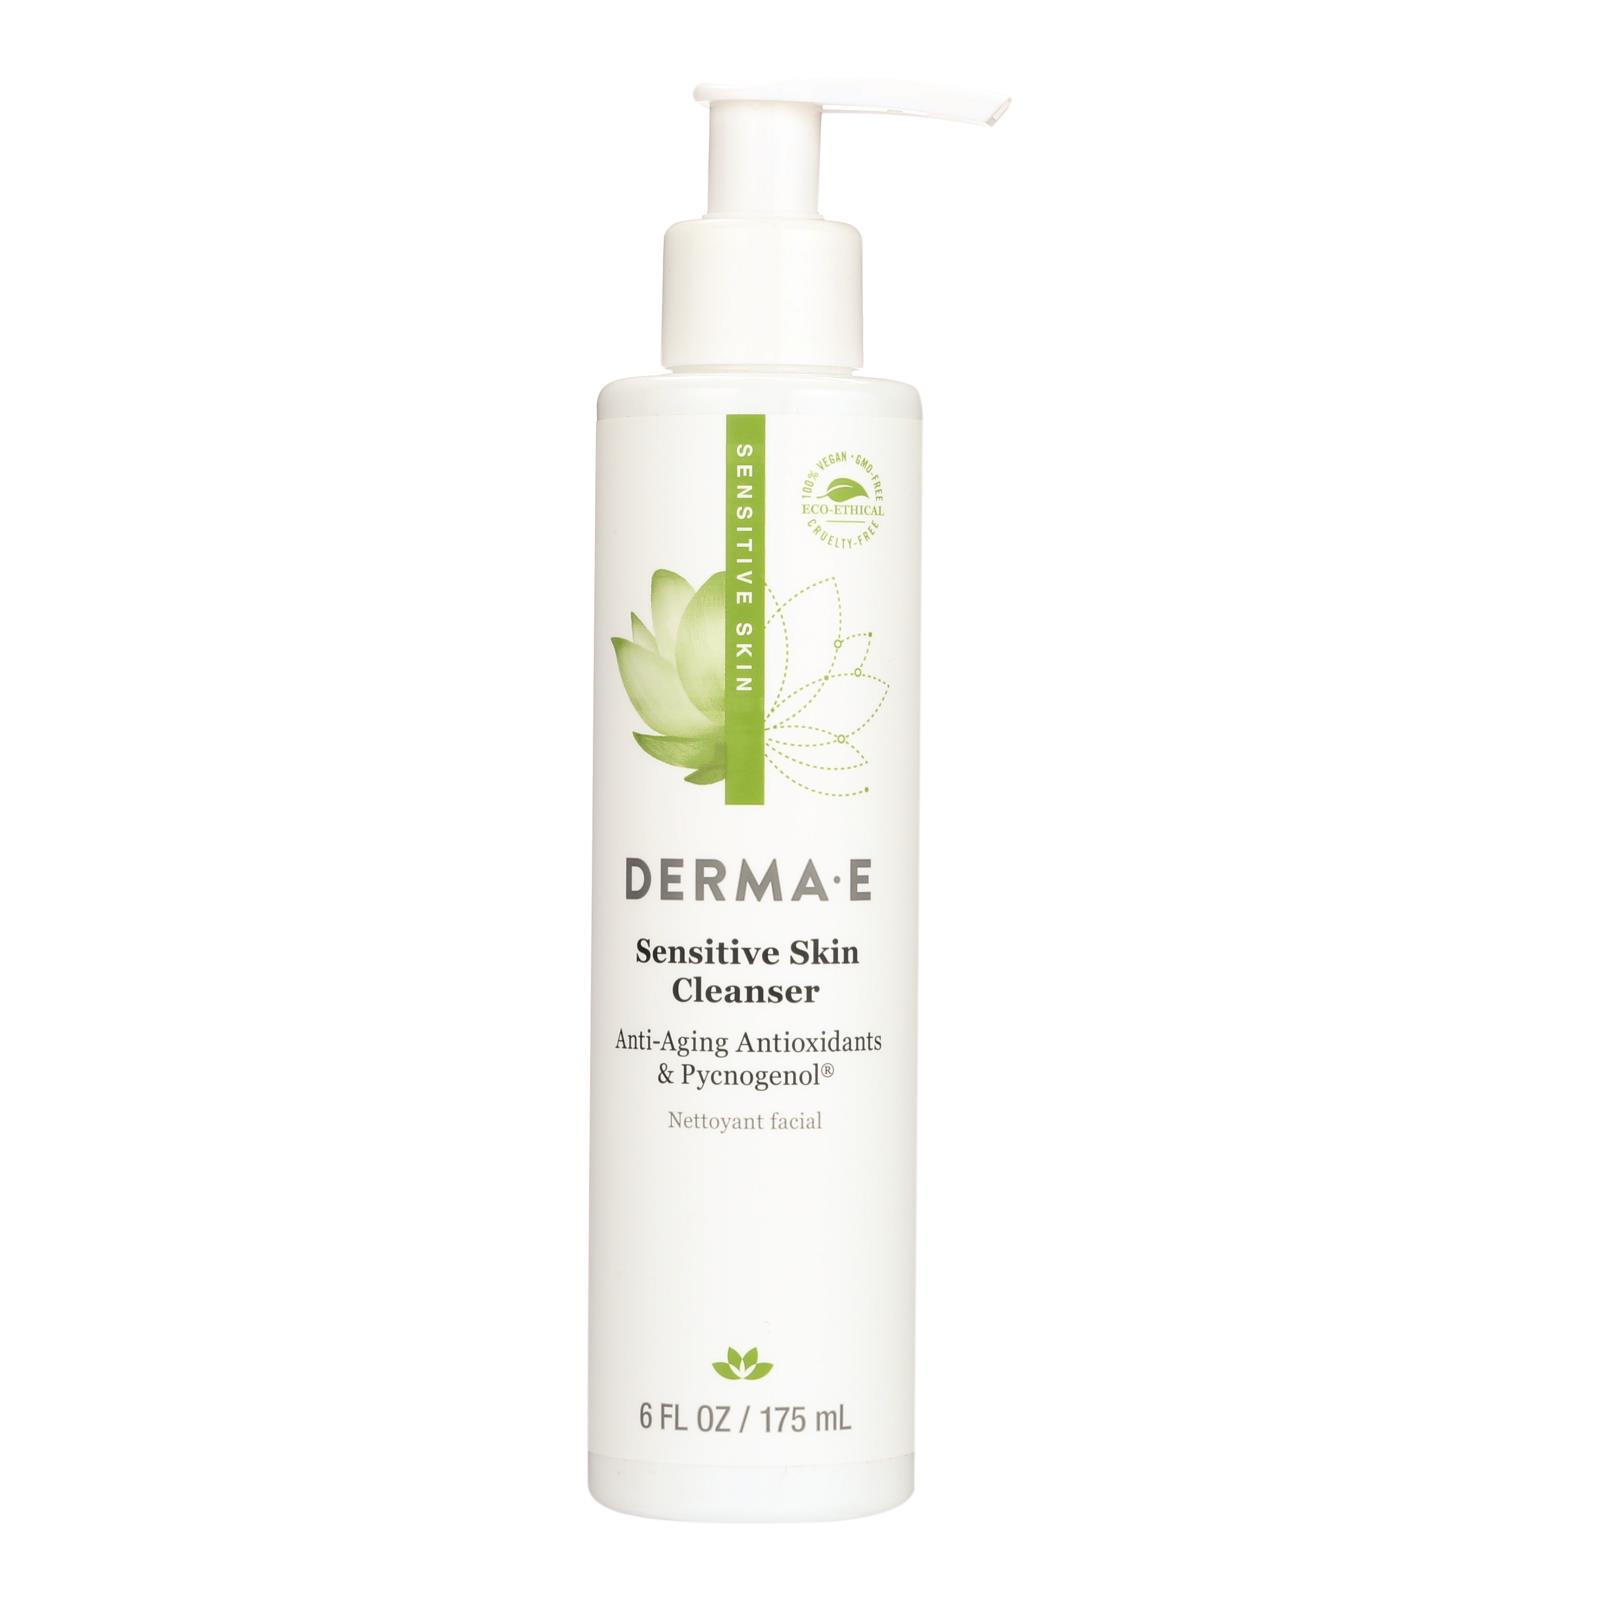 SENSITIVE SKIN
100% VEGAN • GMO-FREE
ECO-ETHICAL
CRUELTY-FREE
DERMA•E
Sensitive Skin
Cleanser
Anti-Aging Antioxidants
& Pycnogenol®
Nettoyant facial
6 FL OZ / 175 mL